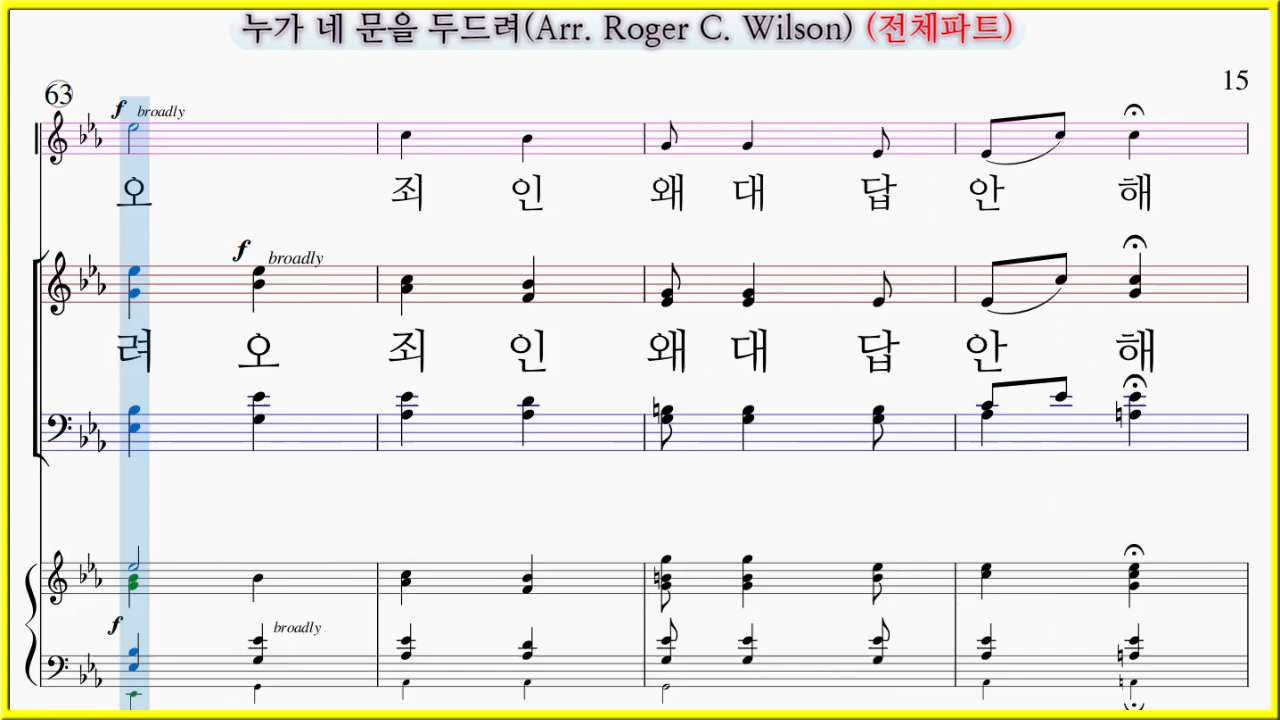 누가 네 문을 두드려(Arr. Roger C. Wilson) (전체파트)
63
15
f broadly
오 죄 인 왜 대 답 안 해
f broadly
려 오 죄 인 왜 대 답 안 해
f broadly